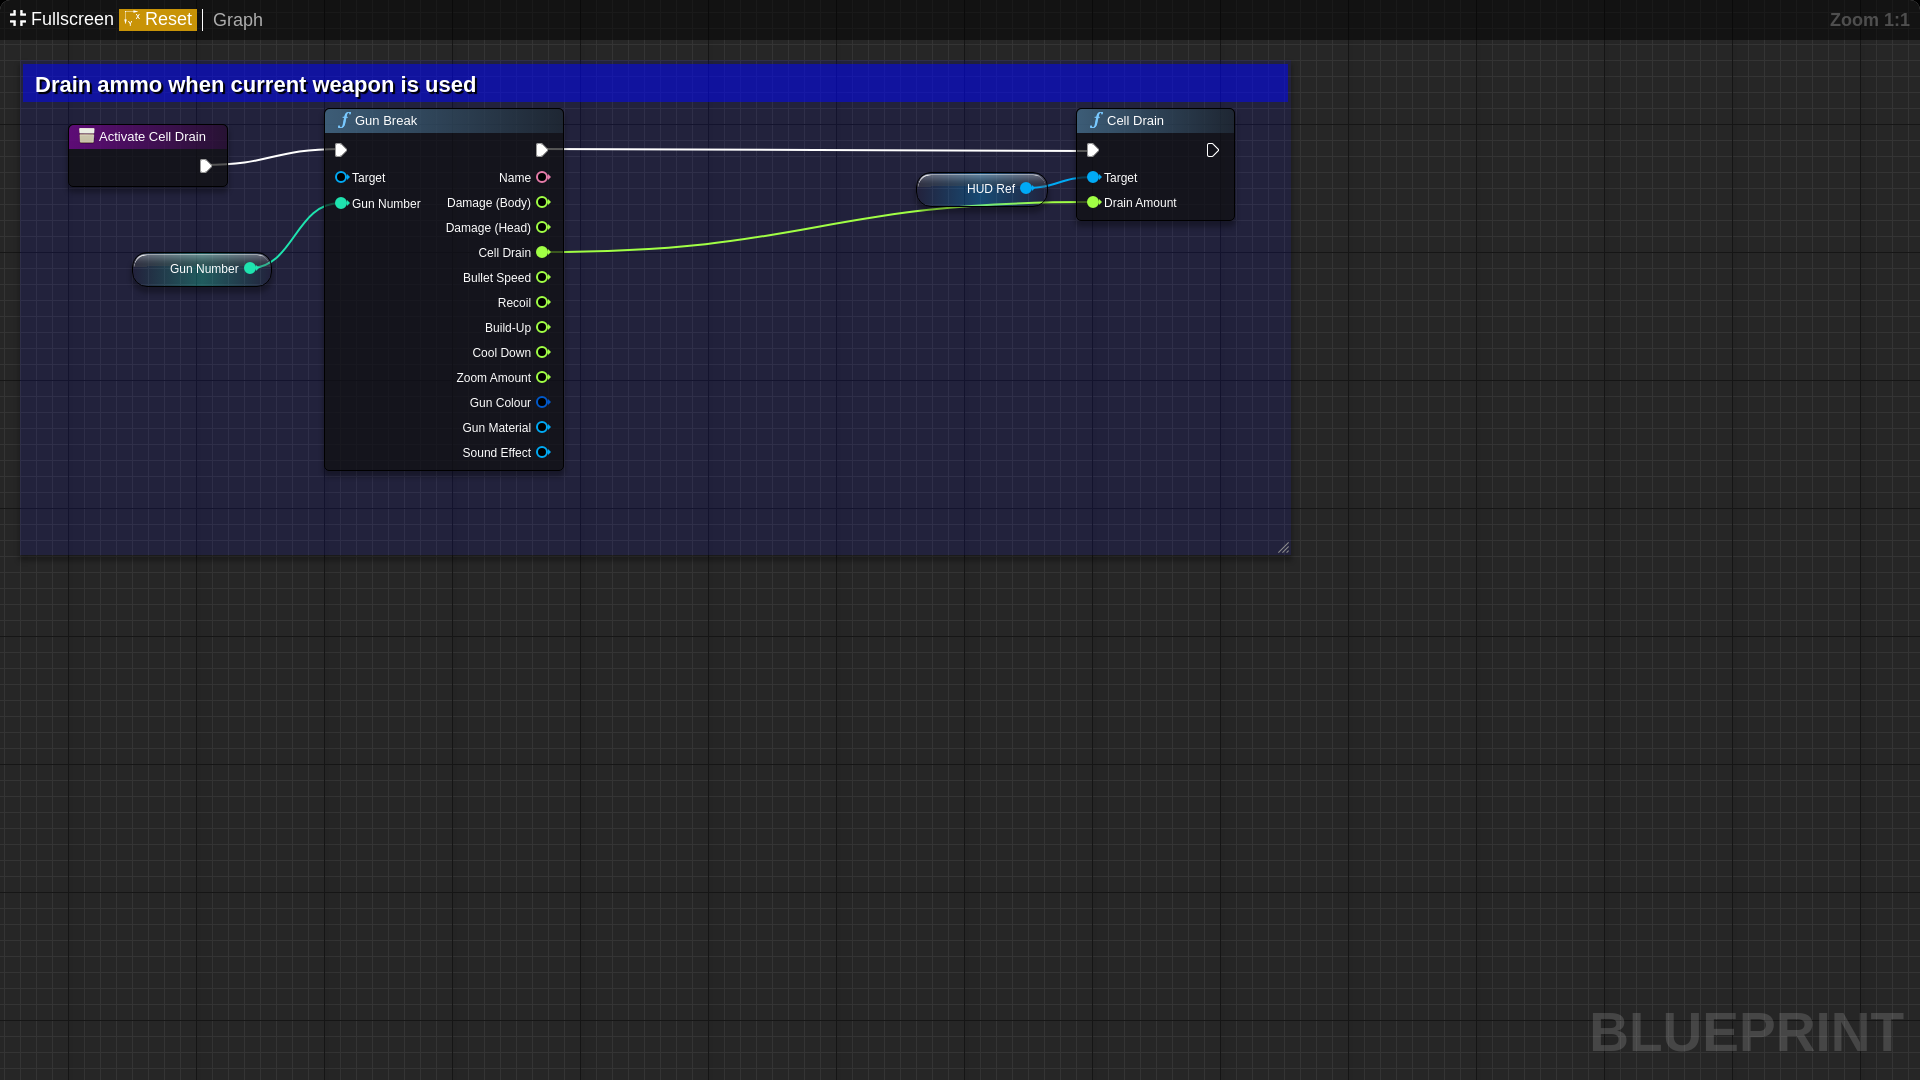 Fullscreen Reset Graph Zoom 1:1
Drain ammo when current weapon is used
Activate Cell Drain
Gun Break
Target
Gun Number
Name
Damage (Body)
Damage (Head)
Cell Drain
Bullet Speed
Recoil
Build-Up
Cool Down
Zoom Amount
Gun Colour
Gun Material
Sound Effect
Gun Number
HUD Ref
Cell Drain
Target
Drain Amount
BLUEPRINT